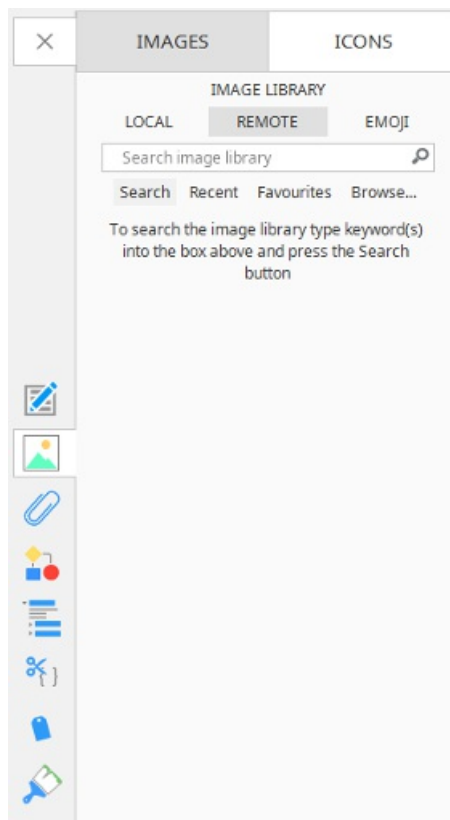 IMAGES ICONS
IMAGE LIBRARY
LOCAL REMOTE EMOJI
Search image library
Search Recent Favourites Browse...
To search the image library type keyword(s)
into the box above and press the Search
button